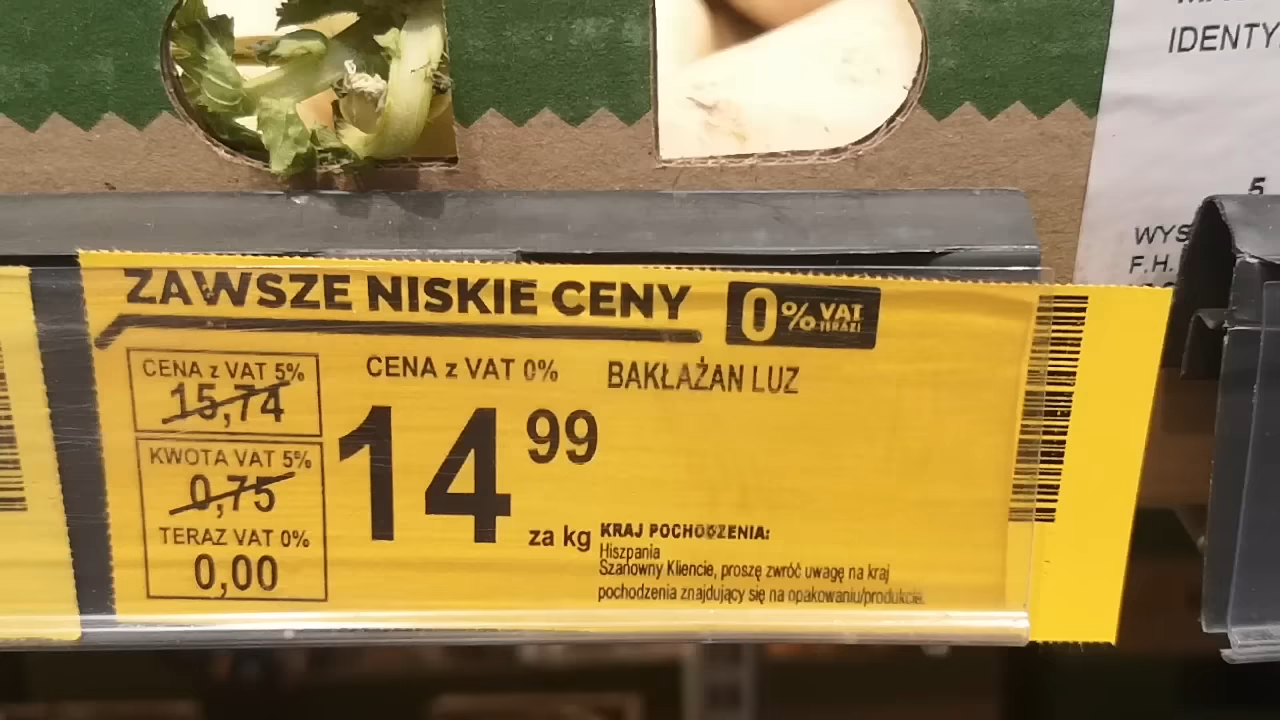 IDENTY
5
WYS
F.H.
ZAWSZE NISKIE CENY
0% VAT
TERAZ!
CENA z VAT 5%
15,74
KWOTA VAT 5%
0,75
TERAZ VAT 0%
0,00
CENA z VAT 0%
14 99
za kg
BAKŁAŻAN LUZ
KRAJ POCHODZENIA:
Hiszpania
Szanowny Kliencie, proszę zwróć uwagę na kraj
pochodzenia znajdujący się na opakowaniu/produkcie.